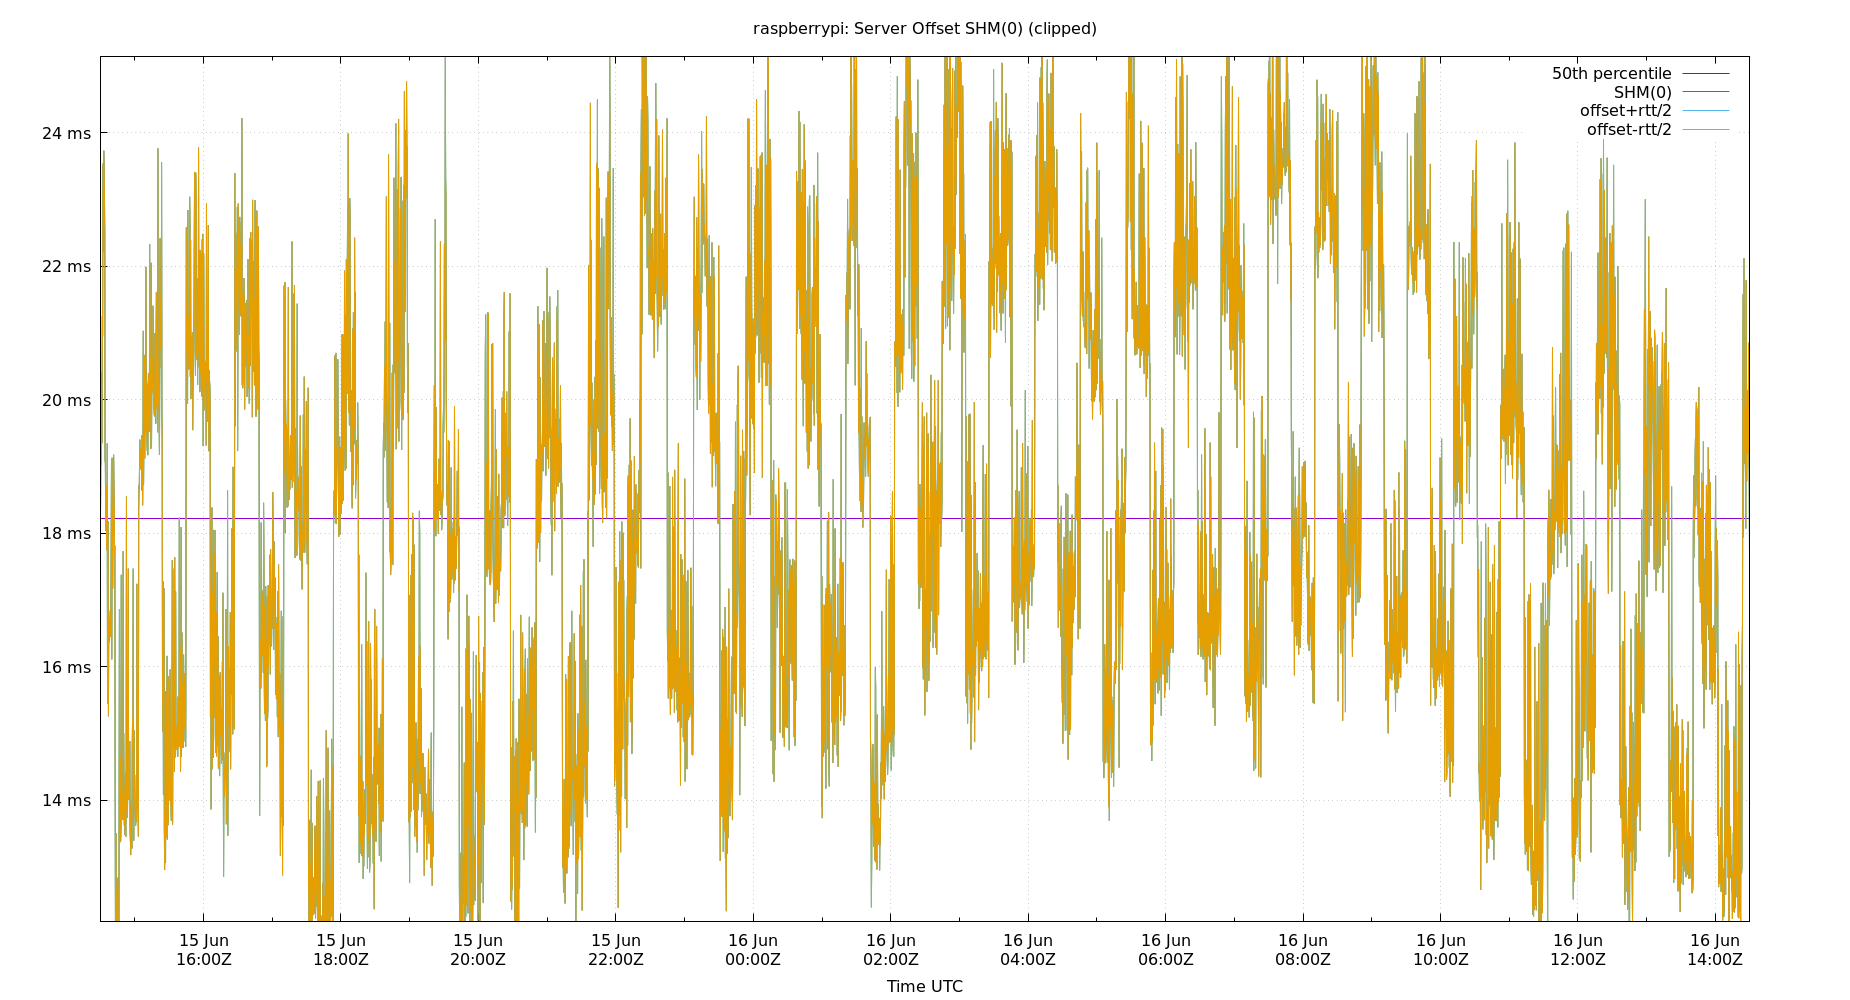 raspberrypi: Server Offset SHM(0) (clipped)
50th percentile
SHM(0)
offset+rtt/2
offset-rtt/2
24 ms
22 ms
20 ms
18 ms
16 ms
14 ms
15 Jun 15 Jun 15 Jun 15 Jun 16 Jun 16 Jun 16 Jun 16 Jun 16 Jun 16 Jun 16 Jun 16 Jun
16:00Z 18:00Z 20:00Z 22:00Z 00:00Z 02:00Z 04:00Z 06:00Z 08:00Z 10:00Z 12:00Z 14:00Z
Time UTC